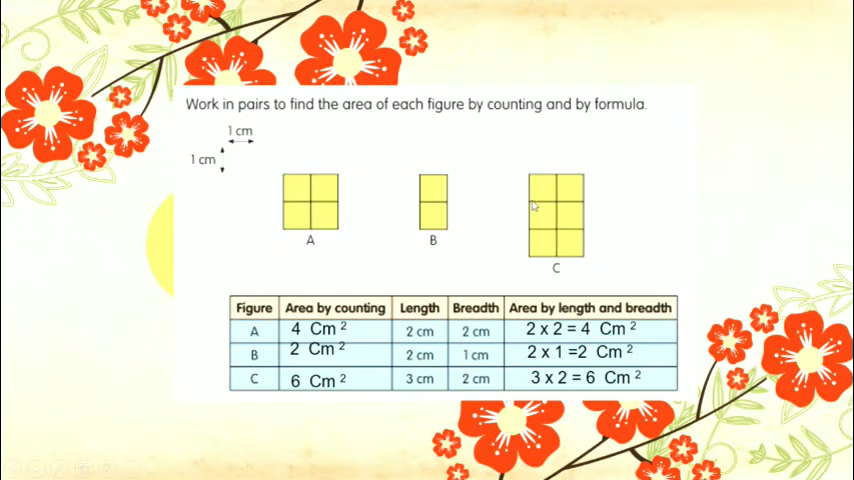 Work in pairs to find the area of each figure by counting and by formula.
1 cm
1 cm
A
B
C
Figure Area by counting Length Breadth Area by length and breadth
A 4 Cm 2 2 cm 2 cm 2 x 2 = 4 Cm 2
B 2 Cm 2 2 cm 1 cm 2 x 1 =2 Cm 2
C 6 Cm 2 3 cm 2 cm 3 x 2 = 6 Cm 2